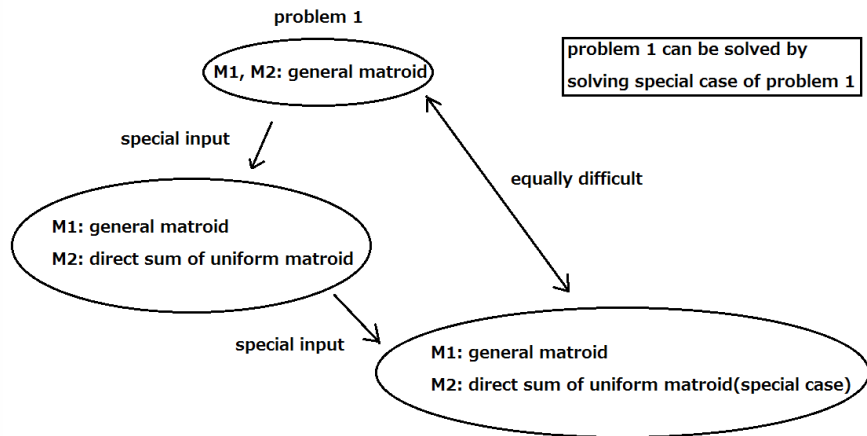 problem 1
M1, M2: general matroid
problem 1 can be solved by
solving special case of problem 1
special input
equally difficult
M1: general matroid
M2: direct sum of uniform matroid
special input
M1: general matroid
M2: direct sum of uniform matroid(special case)